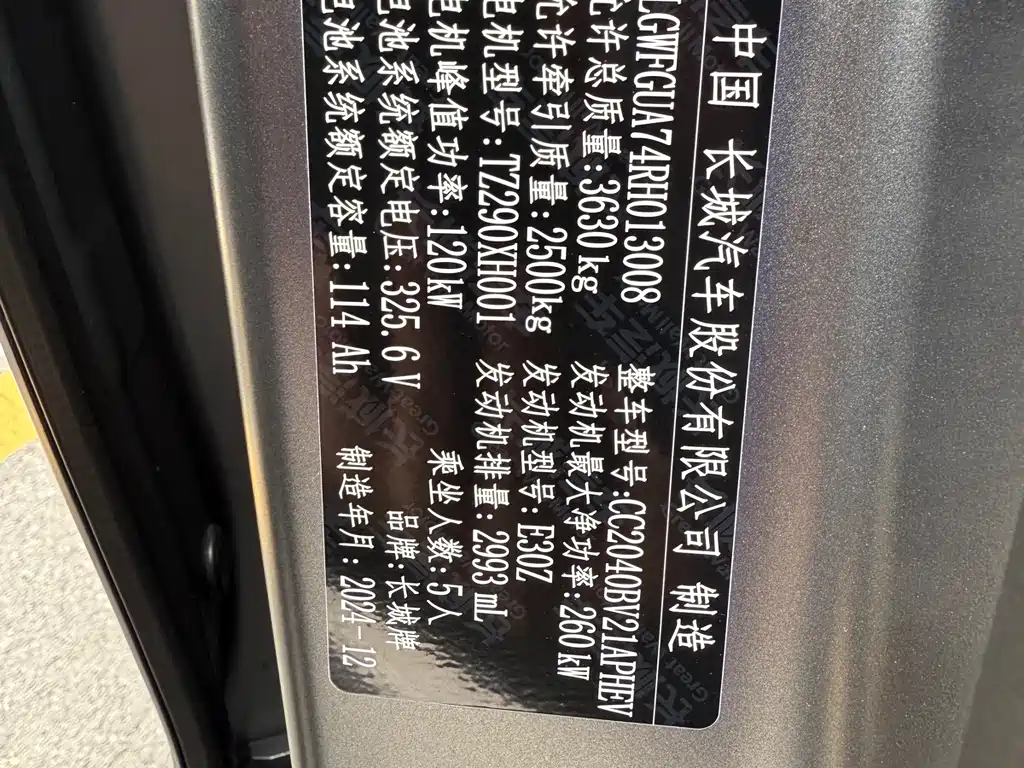 中国 长城汽车股份有限公司 制造
LGWFGUA74RH013008 整车型号:CC2040BV21APHEV
允许总质量:3630kg 发动机最大净功率:260kW
允许牵引质量:2500kg 发动机型号:E30Z
电机型号:TZ290XH001 发动机排量:2993 ml
电机峰值功率:120kW 乘坐人数:5人
电池系统额定电压:325.6 V 品牌:长城牌
电池系统额定容量:114 Ah 制造年月:2024-12